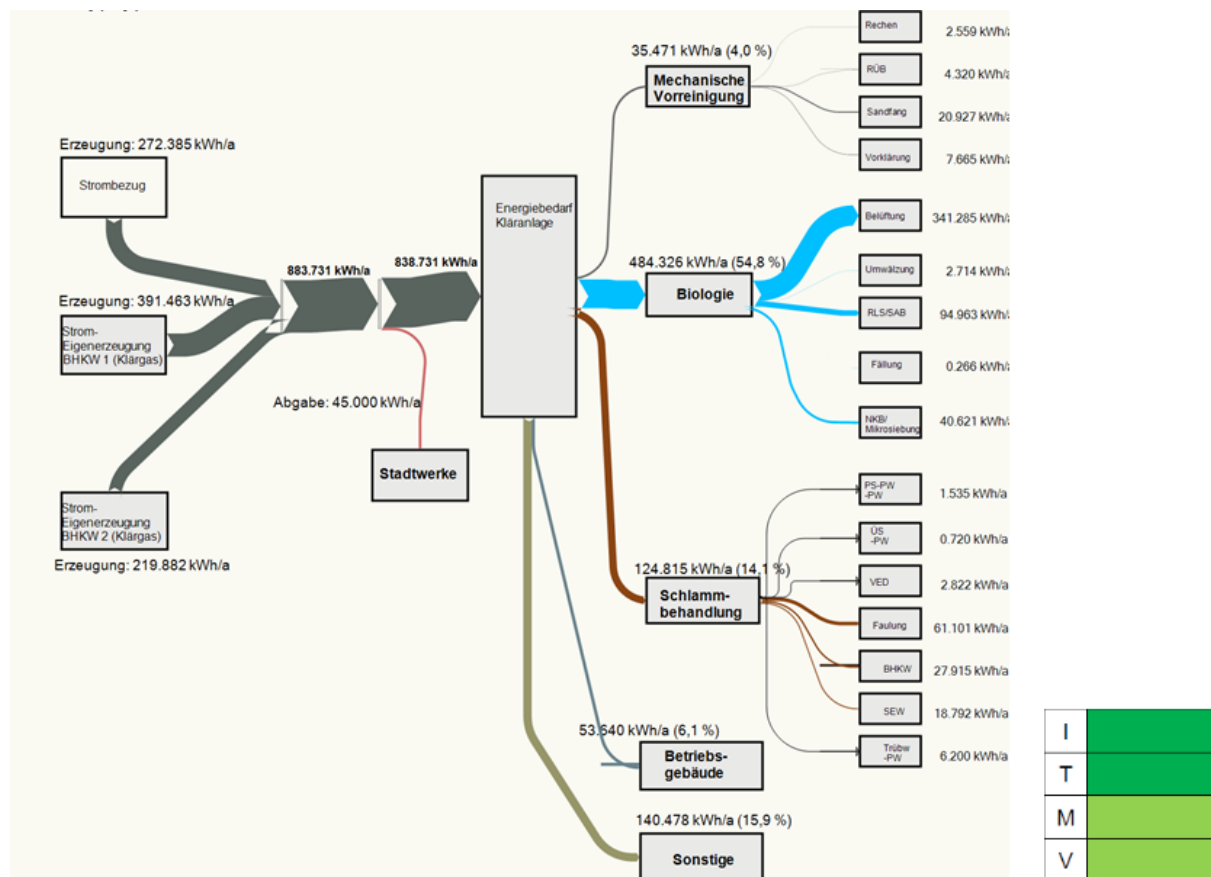 35.471 kWh/a (4,0 %)
Mechanische
Vorreinigung
Rechen
2.559 kWh/a
RÜB
4.320 kWh/a
Sandfang
20.927 kWh/a
Vorklärung
7.665 kWh/a
Erzeugung: 272.385 kWh/a
Strombezug
Energiebedarf
Kläranlage
883.731 kWh/a
838.731 kWh/a
484.326 kWh/a (54,8 %)
Biologie
Belüftung
341.285 kWh/a
Umwälzung
2.714 kWh/a
RLS/SAB
94.963 kWh/a
Fällung
0.266 kWh/a
NKB/
Mikrosiebung
40.621 kWh/a
Erzeugung: 391.463 kWh/a
Strom-
Eigenerzeugung
BHKW 1 (Klärgas)
Abgabe: 45.000 kWh/a
Stadtwerke
Strom-
Eigenerzeugung
BHKW 2 (Klärgas)
Erzeugung: 219.882 kWh/a
124.815 kWh/a (14,1 %)
Schlamm-
behandlung
PS-PW
-PW
1.535 kWh/a
ÜS
-PW
0.720 kWh/a
VED
2.822 kWh/a
Faulung
61.101 kWh/a
BHKW
27.915 kWh/a
SEW
18.792 kWh/a
Trübw
-PW
6.200 kWh/a
53.640 kWh/a (6,1 %)
Betriebs-
gebäude
140.478 kWh/a (15,9 %)
Sonstige
I
T
M
V